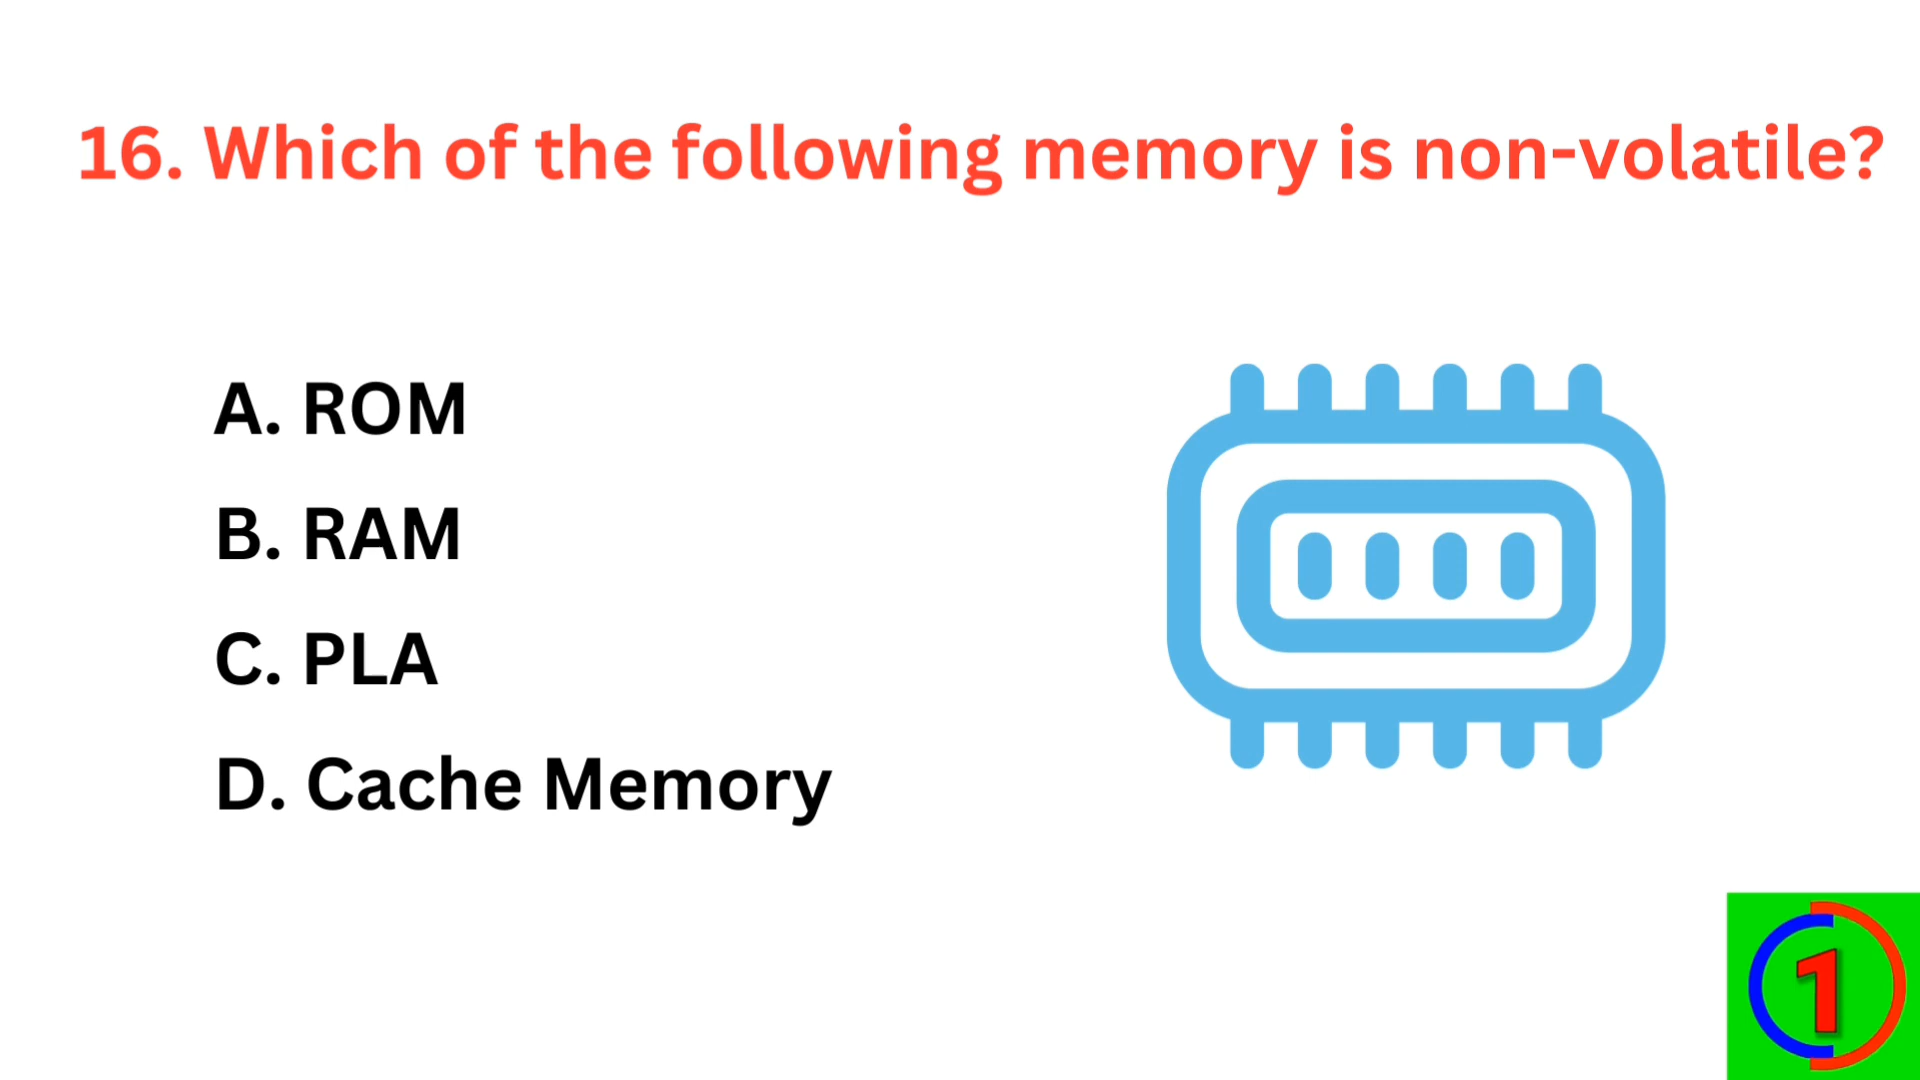 16. Which of the following memory is non-volatile?
A. ROM
B. RAM
C. PLA
D. Cache Memory
1